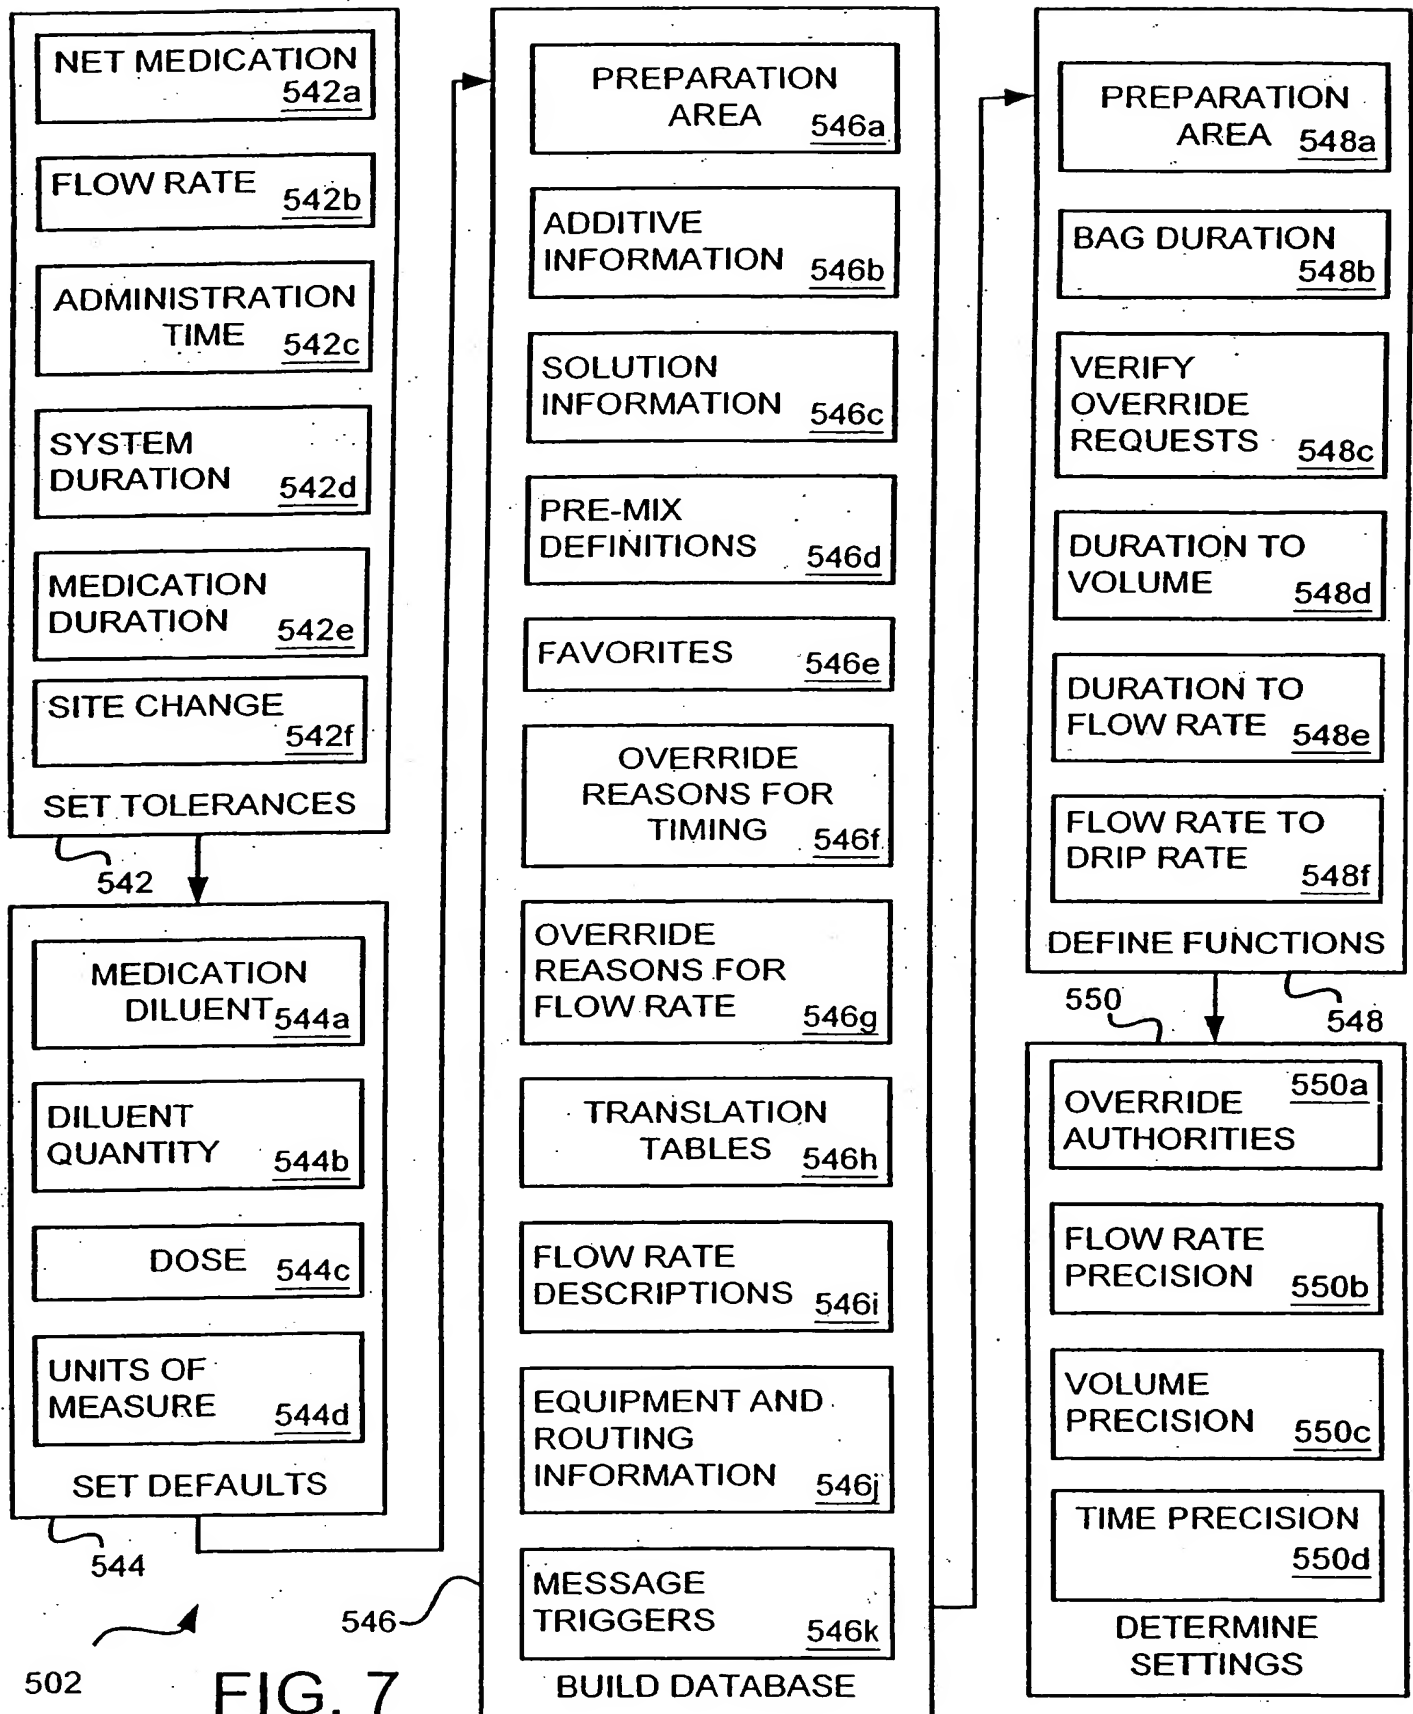 NET MEDICATION
542a
FLOW RATE
542b
ADMINISTRATION
TIME
542c
SYSTEM
DURATION
542d
MEDICATION
DURATION
542e
SITE CHANGE
542f
SET TOLERANCES
542
MEDICATION
DILUENT
544a
DILUENT
QUANTITY
544b
DOSE
544c
UNITS OF
MEASURE
544d
SET DEFAULTS
544
502
FIG. 7
PREPARATION
AREA
546a
ADDITIVE
INFORMATION
546b
SOLUTION
INFORMATION
546c
PRE-MIX
DEFINITIONS
546d
FAVORITES
546e
OVERRIDE
REASONS FOR
TIMING
546f
OVERRIDE
REASONS FOR
FLOW RATE
546g
TRANSLATION
TABLES
546h
FLOW RATE
DESCRIPTIONS
546i
EQUIPMENT AND
ROUTING
INFORMATION
546j
MESSAGE
TRIGGERS
546k
BUILD DATABASE
546
PREPARATION
AREA
548a
BAG DURATION
548b
VERIFY
OVERRIDE
REQUESTS
548c
DURATION TO
VOLUME
548d
DURATION TO
FLOW RATE
548e
FLOW RATE TO
DRIP RATE
548f
DEFINE FUNCTIONS
548
550
550a
OVERRIDE
AUTHORITIES
FLOW RATE
PRECISION
550b
VOLUME
PRECISION
550c
TIME PRECISION
550d
DETERMINE
SETTINGS